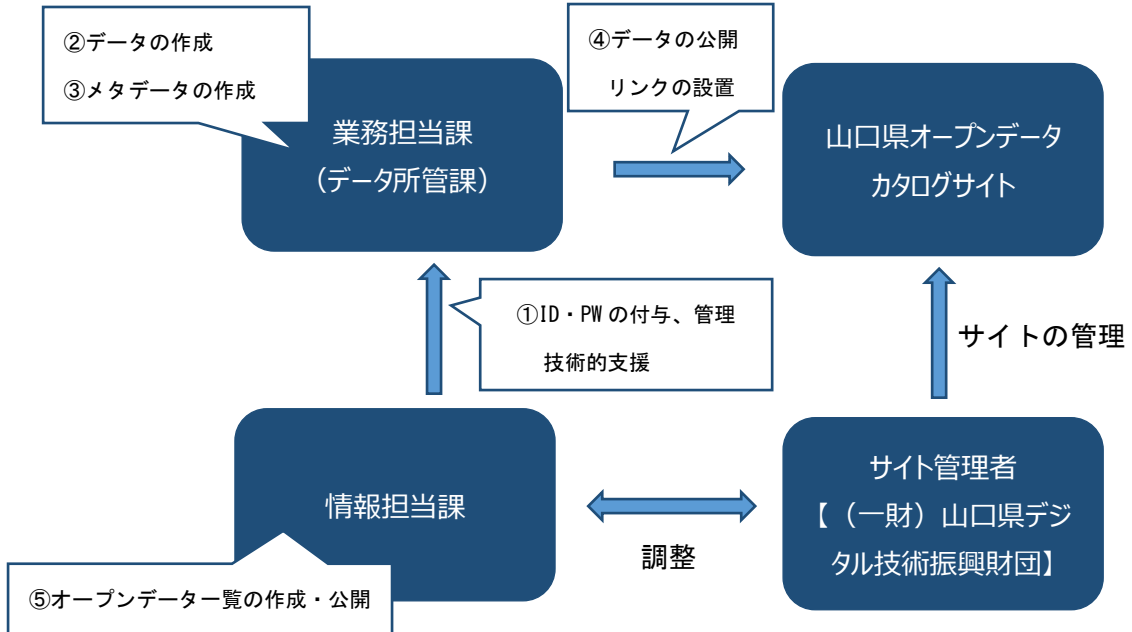 ②データの作成
③メタデータの作成
④データの公開
リンクの設置
業務担当課
（データ所管課）
山口県オープンデータ
カタログサイト
①ID・PWの付与、管理
技術的支援
サイトの管理
情報担当課
調整
サイト管理者
【（一財）山口県デジ
タル技術振興財団】
⑤オープンデータ一覧の作成・公開